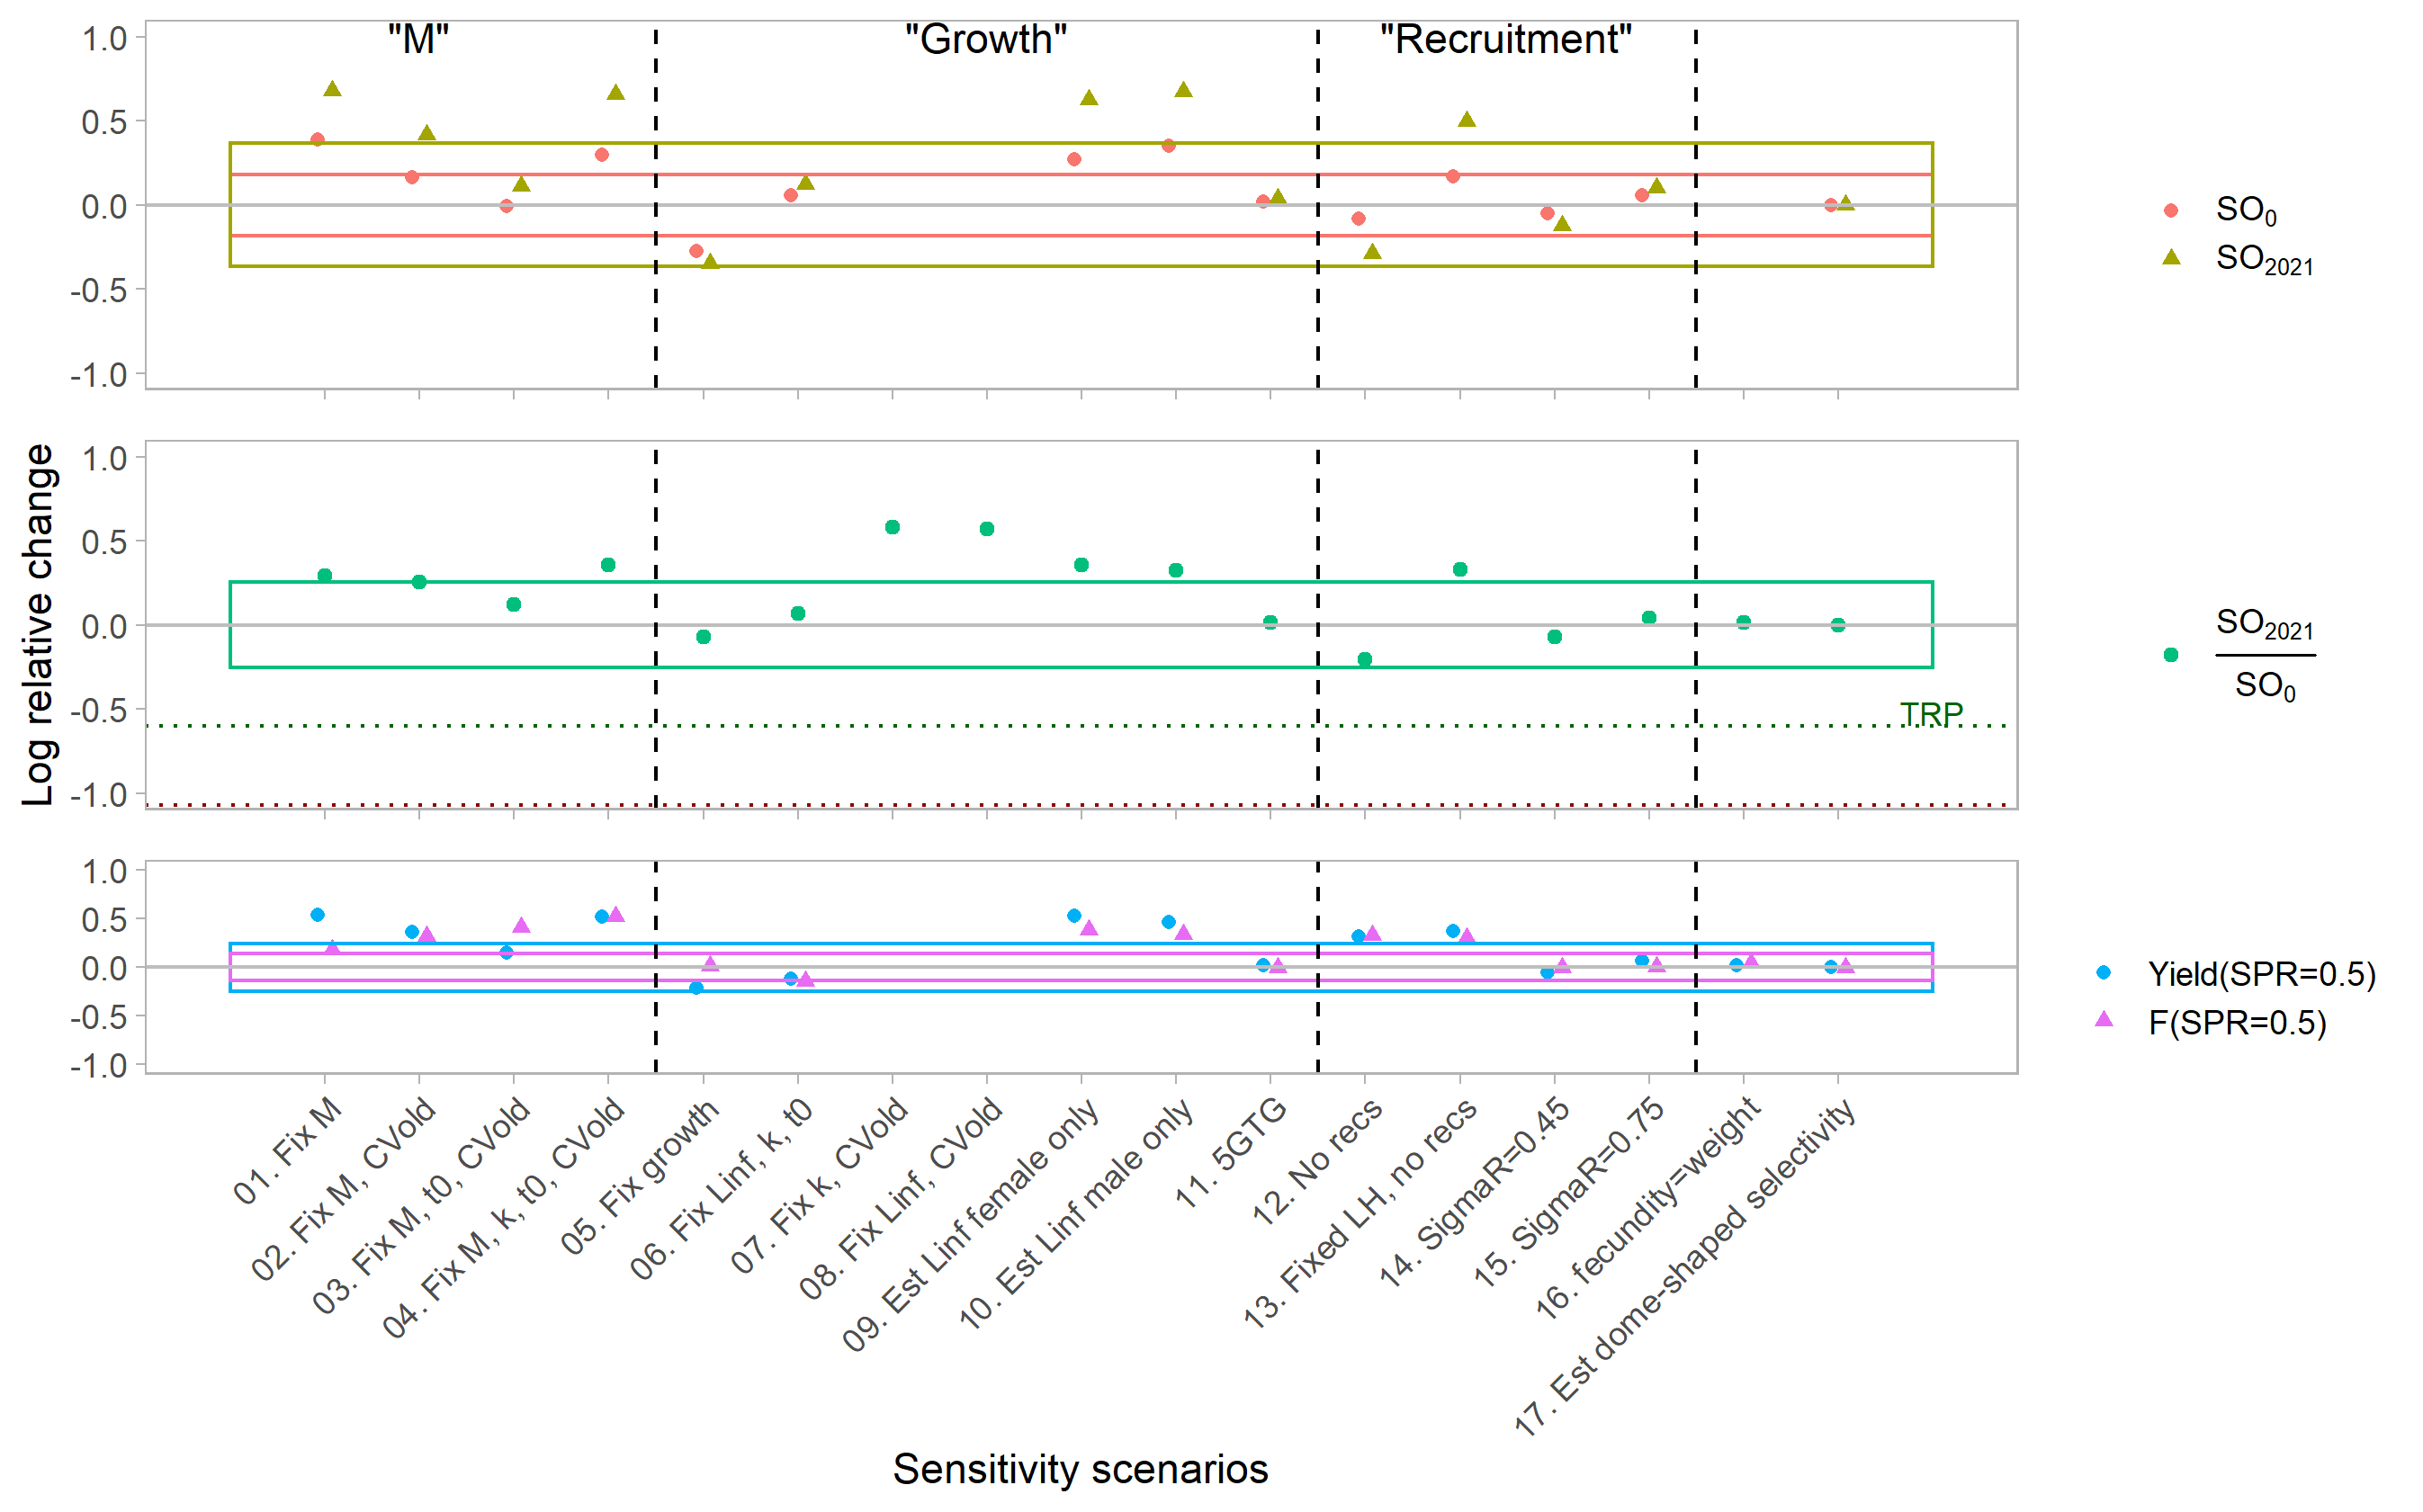 "M"
"Growth"
"Recruitment"
1.0
0.5
0.0
-0.5
-1.0
SO0
SO2021
Log relative change
1.0
0.5
0.0
-0.5
-1.0
TRP
SO2021
SO0
1.0
0.5
0.0
-0.5
-1.0
Yield(SPR=0.5)
F(SPR=0.5)
01. Fix M
02. Fix M, CVold
03. Fix M, t0, CVold
04. Fix M, k, t0, CVold
05. Fix growth
06. Fix Linf, k, t0
07. Fix k, CVold
08. Fix Linf, CVold
09. Est Linf female only
10. Est Linf male only
11. 5GTG
12. No recs
13. Fixed LH, no recs
14. SigmaR=0.45
15. SigmaR=0.75
16. fecundity=weight
17. Est dome-shaped selectivity
Sensitivity scenarios